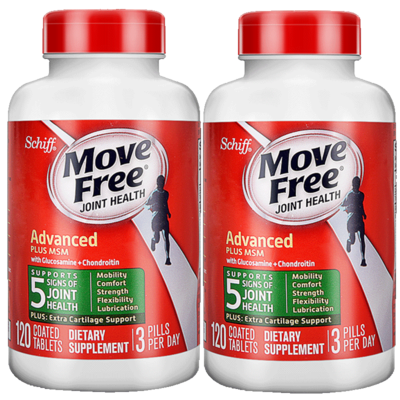 Schiff
Move
Free
JOINT HEALTH
Advanced
PLUS MSM
with Glucosamine + Chondroitin
SUPPORTS
5 SIGNS OF
JOINT
HEALTH
Mobility
Comfort
Strength
Flexibility
Lubrication
PLUS: Extra Cartilage Support
120 COATED TABLETS
DIETARY SUPPLEMENT
3 PILLS PER DAY
Schiff
Move
Free
JOINT HEALTH
Advanced
PLUS MSM
with Glucosamine + Chondroitin
SUPPORTS
5 SIGNS OF
JOINT
HEALTH
Mobility
Comfort
Strength
Flexibility
Lubrication
PLUS: Extra Cartilage Support
120 COATED TABLETS
DIETARY SUPPLEMENT
3 PILLS PER DAY